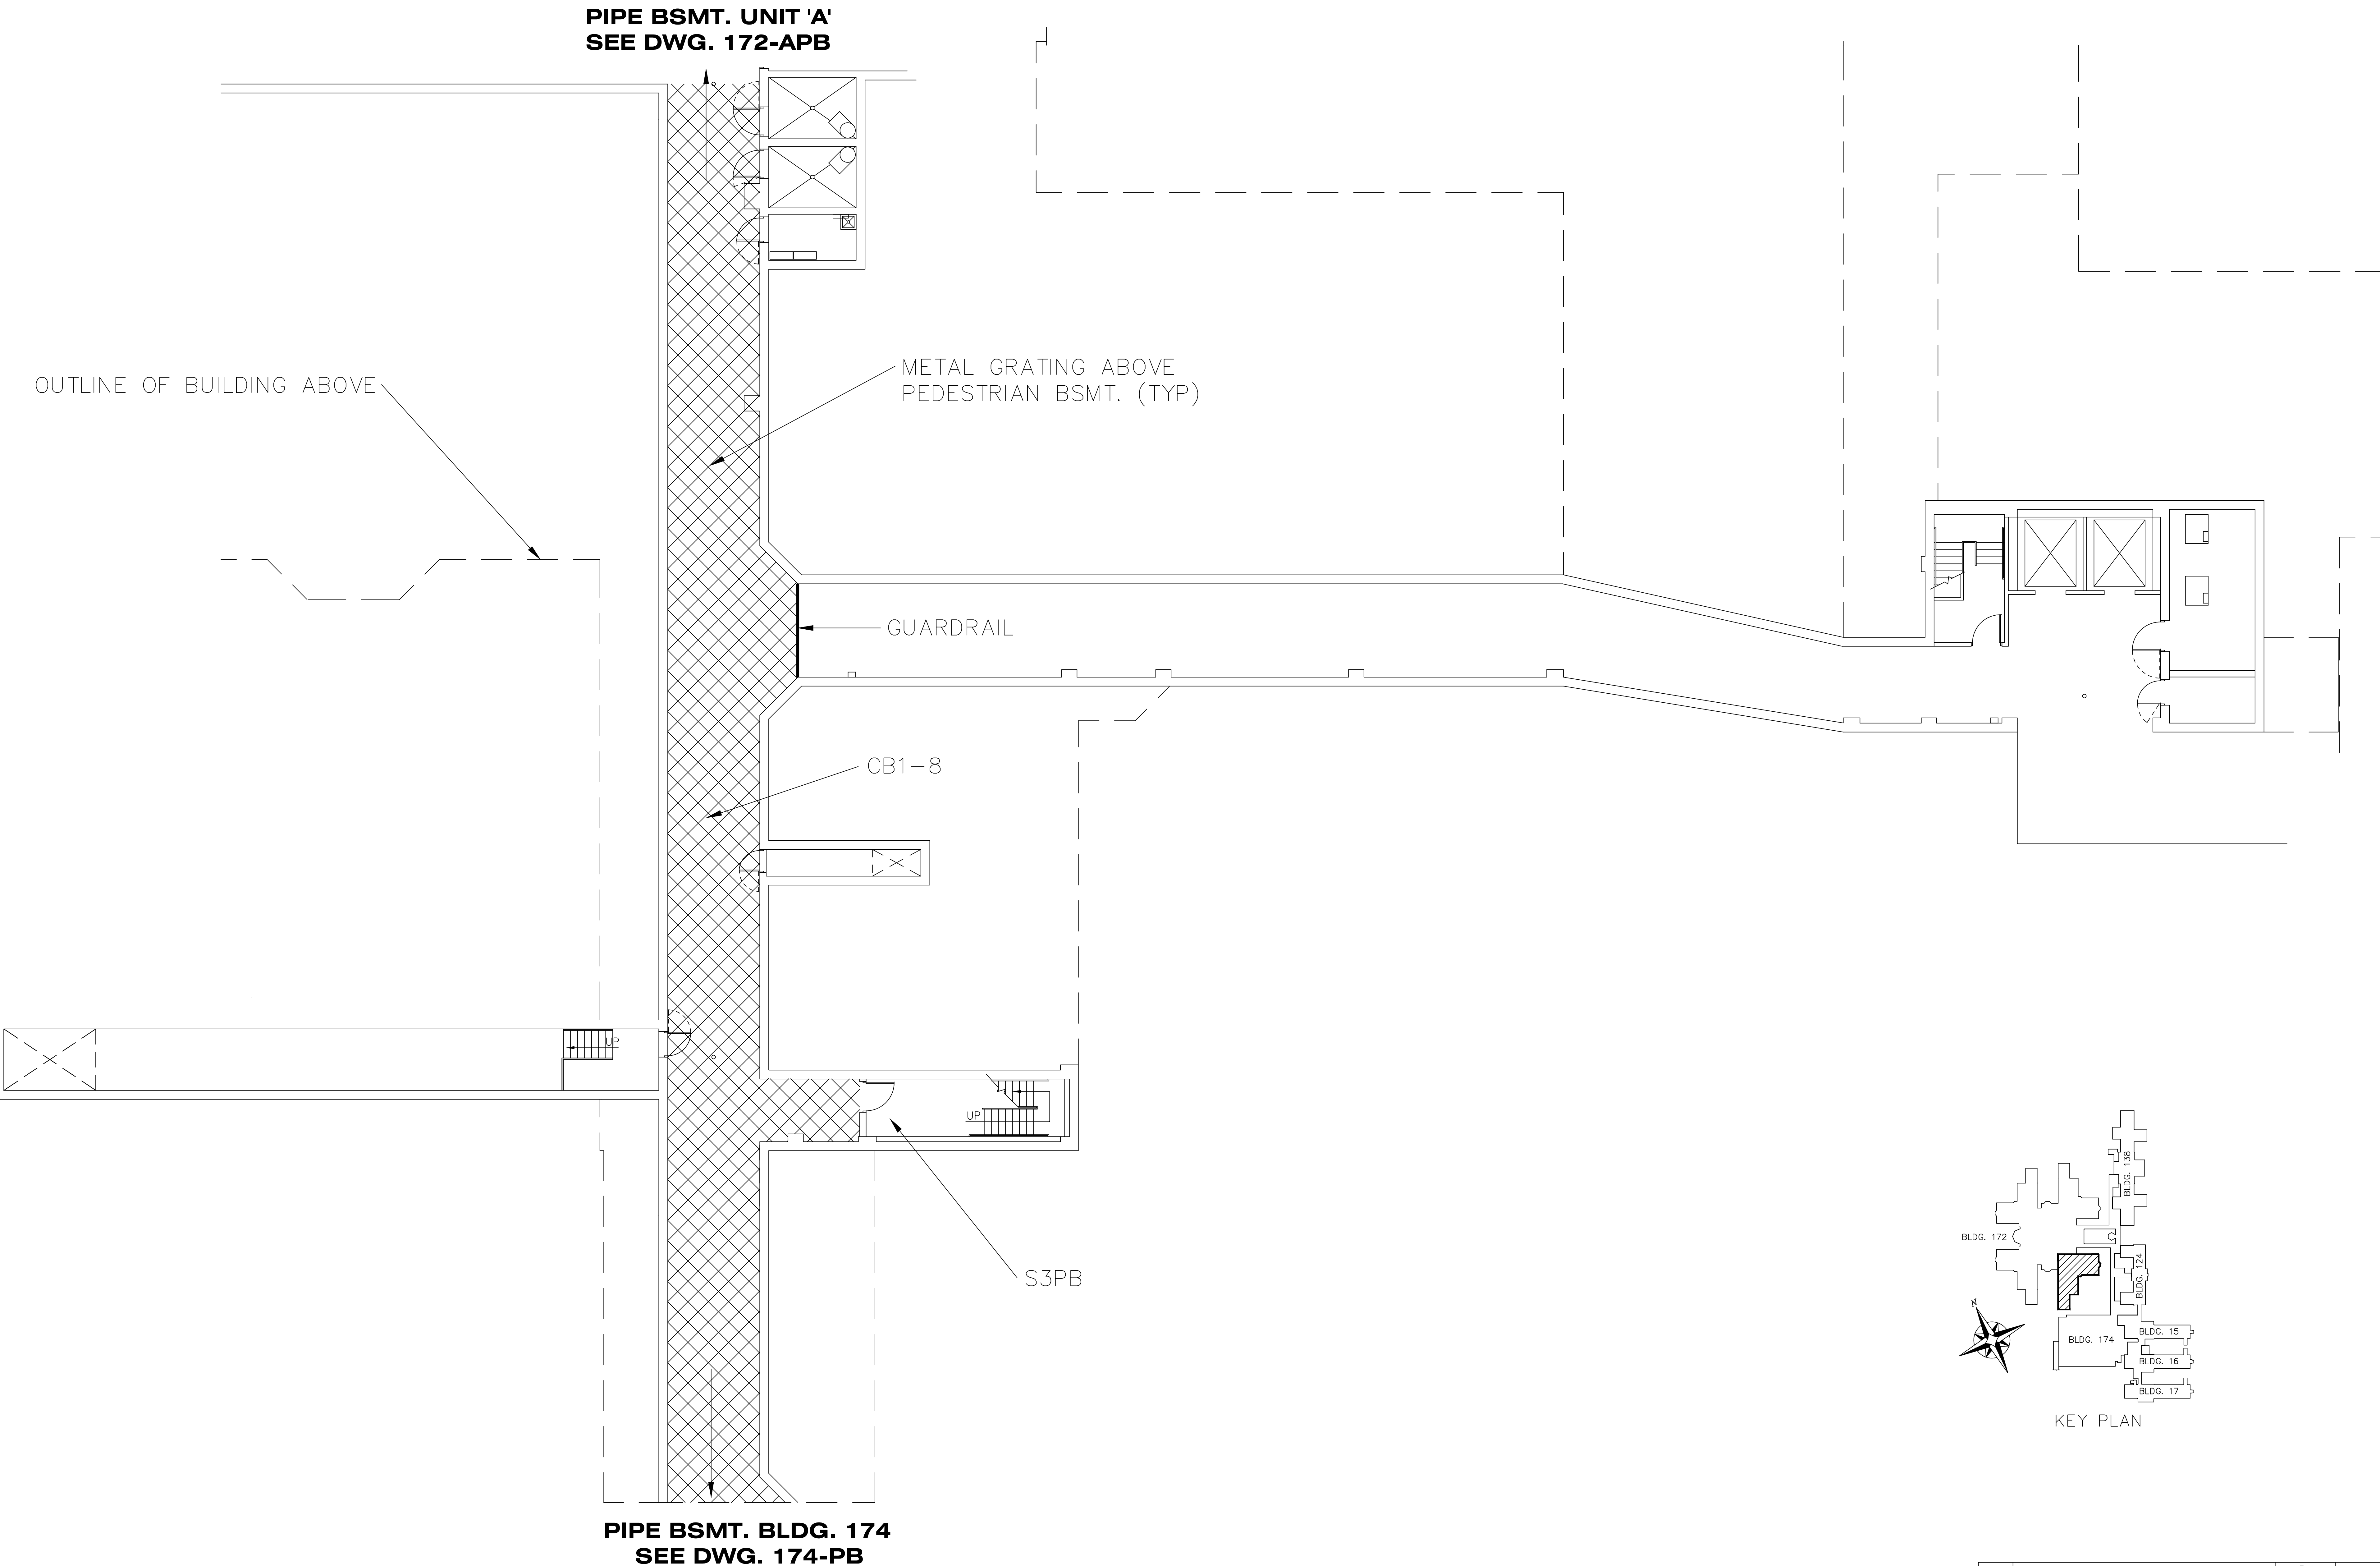 PIPE BSMT. UNIT 'A'
SEE DWG. 172-APB
METAL GRATING ABOVE
PEDESTRIAN BSMT. (TYP)
OUTLINE OF BUILDING ABOVE
GUARDRAIL
CB1-8
UP
UP
S3PB
BLDG. 138
BLDG. 172
BLDG. 124
N
BLDG. 15
BLDG. 174
BLDG. 16
BLDG. 17
KEY PLAN
PIPE BSMT. BLDG. 174
SEE DWG. 174-PB